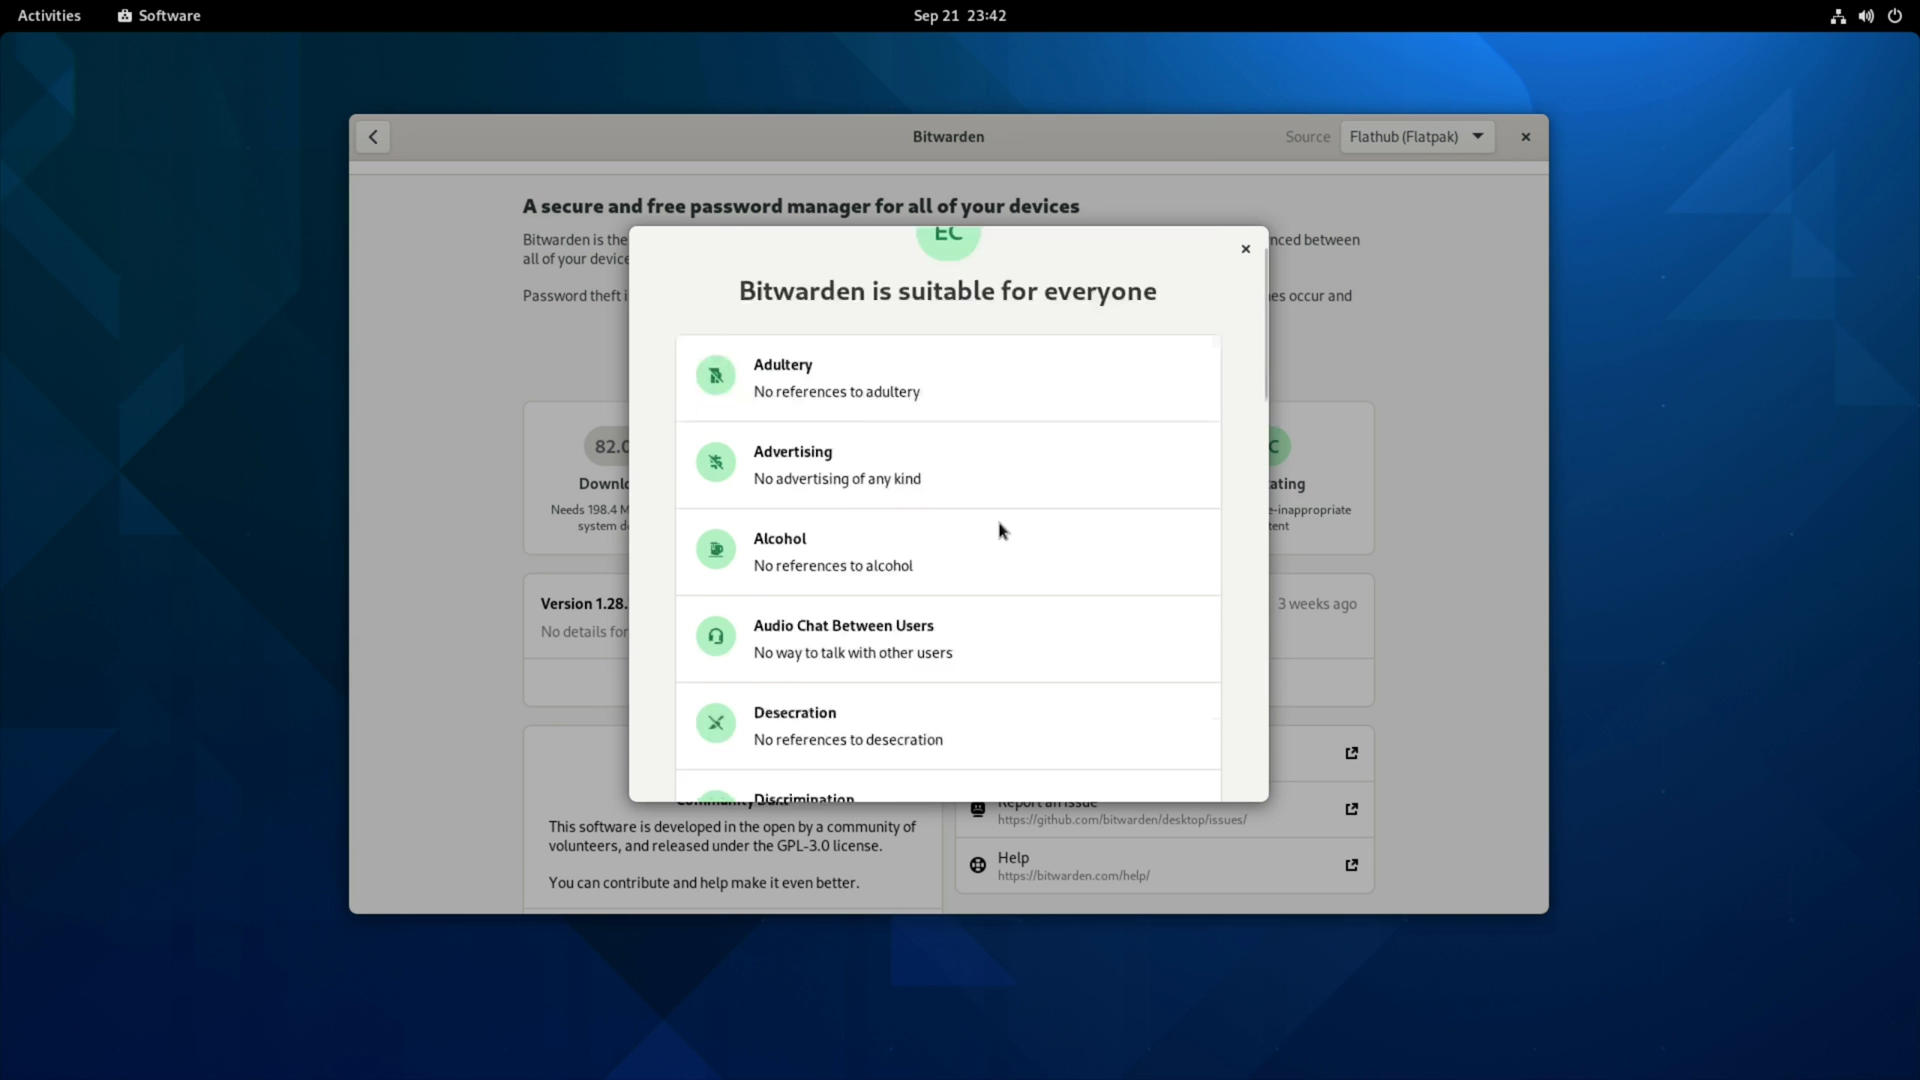 Activities
Software
Sep 21 23:42
Bitwarden
Source
Flathub (Flatpak)
A secure and free password manager for all of your devices
Bitwarden is the
nced between
all of your device
Password theft i
es occur and
EC
Bitwarden is suitable for everyone
Adultery
No references to adultery
Advertising
No advertising of any kind
Alcohol
No references to alcohol
Audio Chat Between Users
No way to talk with other users
Desecration
No references to desecration
Discrimination
82.0
Downlo
Needs 198.4 M
system d
C
ating
e-inappropriate
tent
Version 1.28.
3 weeks ago
No details for
This software is developed in the open by a community of
volunteers, and released under the GPL-3.0 license.
You can contribute and help make it even better.
Report an Issue
https://github.com/bitwarden/desktop/issues/
Help
https://bitwarden.com/help/